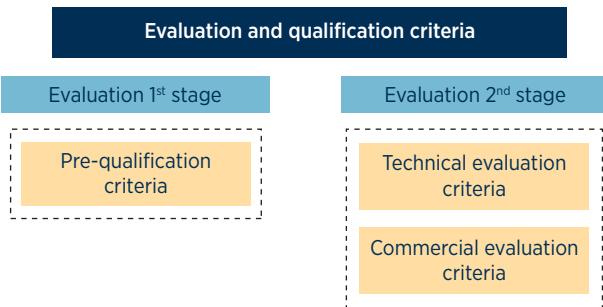 Evaluation and qualification criteria
Evaluation 1st stage
Pre-qualification
criteria
Evaluation 2nd stage
Technical evaluation
criteria
Commercial evaluation
criteria